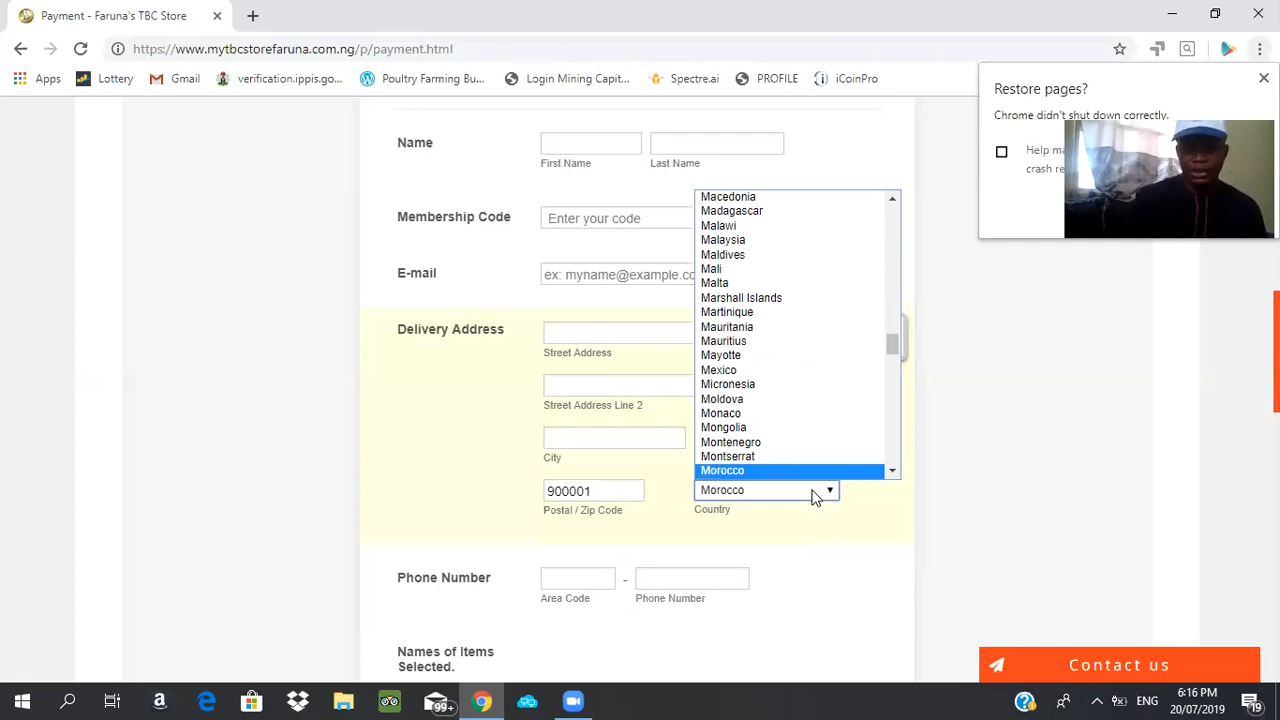 Payment - Faruna's TBC Store
https://www.mytbcstorefaruna.com.ng/p/payment.html
Apps Lottery Gmail verification.ippis.go... Poultry Farming Bu... Login Mining Capit... Spectre.ai PROFILE iCoinPro
Restore pages?
Chrome didn't shut down correctly.
Help
crash re
Name
First Name Last Name
Membership Code Enter your code
E-mail ex: myname@example.co
Delivery Address
Street Address
Street Address Line 2
City
900001
Postal / Zip Code
Macedonia
Madagascar
Malawi
Malaysia
Maldives
Mali
Malta
Marshall Islands
Martinique
Mauritania
Mauritius
Mayotte
Mexico
Micronesia
Moldova
Monaco
Mongolia
Montenegro
Montserrat
Morocco
Morocco
Country
Phone Number
-
Area Code Phone Number
Names of Items
Selected.
Contact us
99+
ENG
6:16 PM
20/07/2019
19